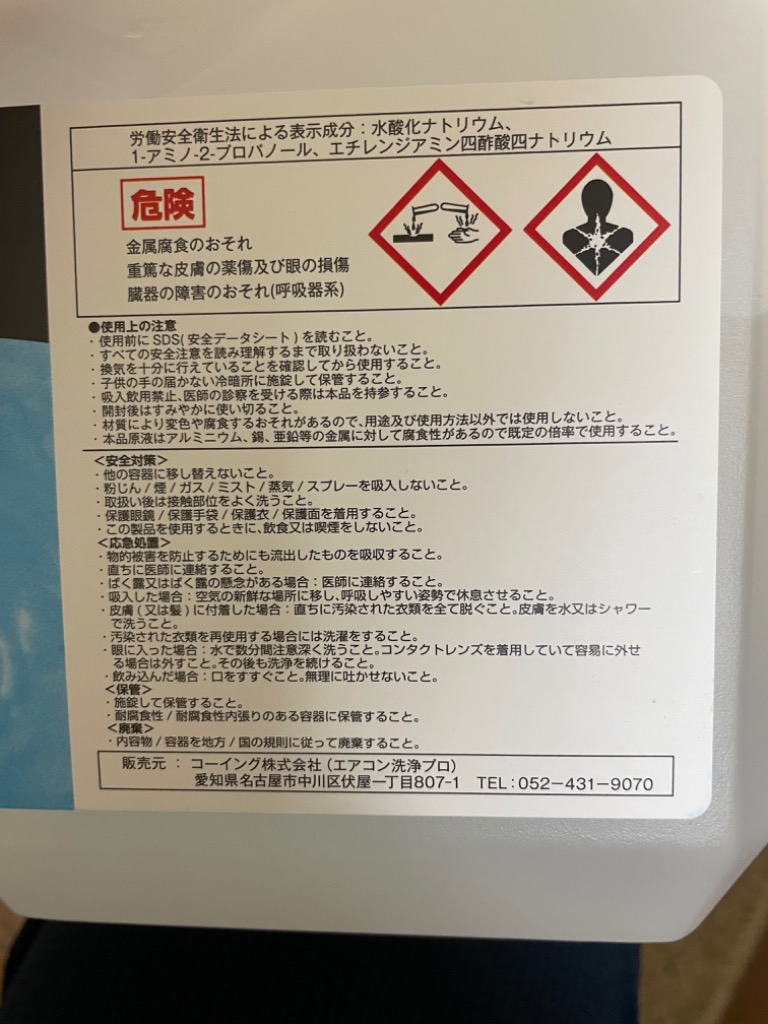 労働安全衛生法による表示成分：水酸化ナトリウム、
1-アミノ-2-プロパノール、エチレンジアミン四酢酸四ナトリウム
危険
金属腐食のおそれ
重篤な皮膚の薬傷及び眼の損傷
臓器の障害のおそれ(呼吸器系)
●使用上の注意
・使用前にSDS(安全データシート)を読むこと。
・すべての安全注意を読み理解するまで取り扱わないこと。
・換気を十分に行えていることを確認してから使用すること。
・子供の手の届かない冷暗所に施錠して保管すること。
・吸入飲用禁止、医師の診察を受ける際は本品を持参すること。
・開封後はすみやかに使い切ること。
・材質により変色や腐食するおそれがあるので、用途及び使用方法以外では使用しないこと。
・本品原液はアルミニウム、錫、亜鉛等の金属に対して腐食性があるので既定の倍率で使用すること。
＜安全対策＞
・他の容器に移し替えないこと。
・粉じん/煙/ガス/ミスト/蒸気/スプレーを吸入しないこと。
・取扱い後は接触部位をよく洗うこと。
・保護眼鏡/保護手袋/保護衣/保護面を着用すること。
・この製品を使用するときに、飲食又は喫煙をしないこと。
＜応急処置＞
・物的被害を防止するためにも流出したものを吸収すること。
・直ちに医師に連絡すること。
・ばく露又はばく露の懸念がある場合：医師に連絡すること。
・吸入した場合：空気の新鮮な場所に移し、呼吸しやすい姿勢で休息させること。
・皮膚(又は髪)に付着した場合：直ちに汚染された衣類を全て脱ぐこと。皮膚を水又はシャワー
で洗うこと。
・汚染された衣類を再使用する場合には洗濯をすること。
・眼に入った場合：水で数分間注意深く洗うこと。コンタクトレンズを着用していて容易に外せ
る場合は外すこと。その後も洗浄を続けること。
・飲み込んだ場合：口をすすぐこと。無理に吐かせないこと。
＜保管＞
・施錠して保管すること。
・耐腐食性/耐腐食性内張りのある容器に保管すること。
＜廃棄＞
・内容物/容器を地方/国の規則に従って廃棄すること。
販売元 ： コーイング株式会社(エアコン洗浄プロ)
愛知県名古屋市中川区伏屋一丁目807-1 TEL：052－431－9070